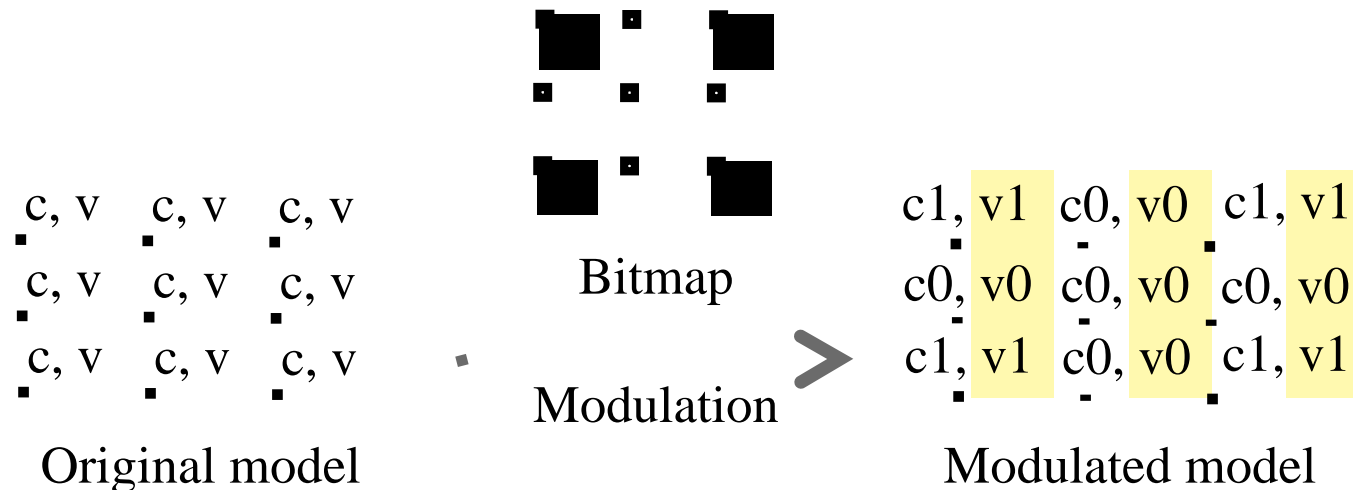 c, v c, v c, v
c, v c, v c, v
c, v c, v c, v
Original model
Bitmap
Modulation
c1, v1 c0, v0 c1, v1
c0, v0 c0, v0 c0, v0
c1, v1 c0, v0 c1, v1
Modulated model